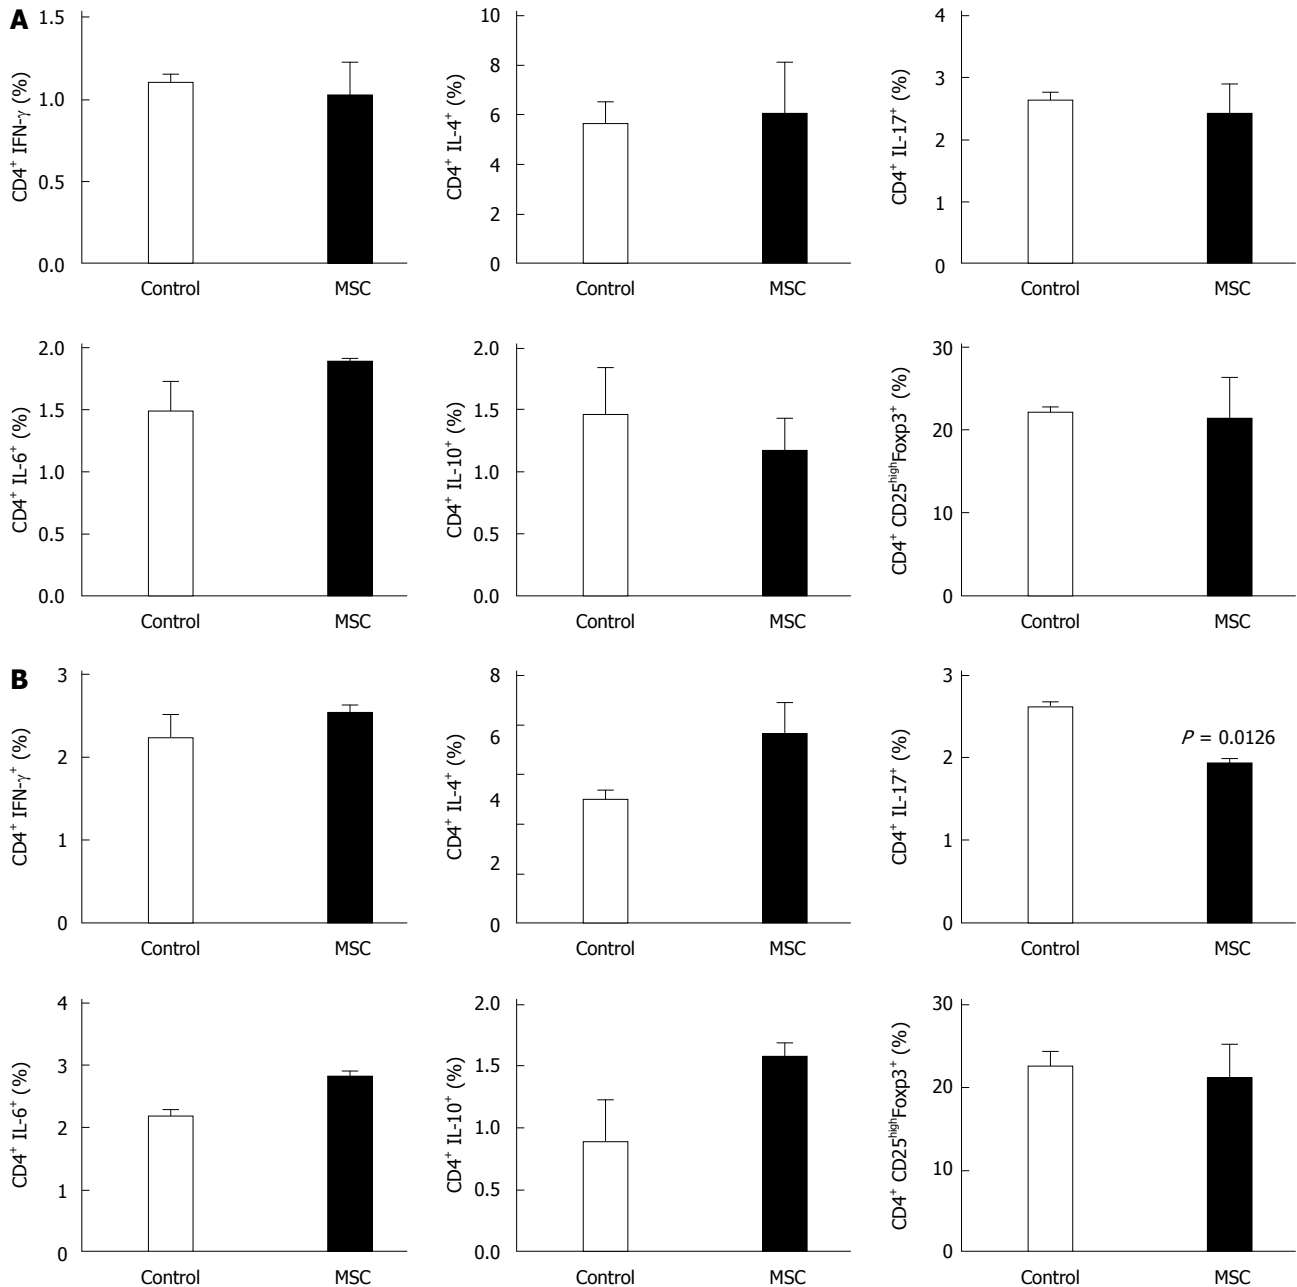 A
CD4⁺ IFN-γ (%)
1.5
1.0
0.5
0.0
Control MSC
CD4⁺ IL-4⁺ (%)
10
8
6
4
2
0
Control MSC
CD4⁺ IL-17⁺ (%)
4
3
2
1
0
Control MSC
CD4⁺ IL-6⁺ (%)
2.0
1.5
1.0
0.5
0.0
Control MSC
CD4⁺ IL-10⁺ (%)
2.0
1.5
1.0
0.5
0.0
Control MSC
CD4⁺ CD25ʰⁱᵍʰFoxp3⁺ (%)
30
20
10
0
Control MSC
B
CD4⁺ IFN-γ⁺ (%)
3
2
1
0
Control MSC
CD4⁺ IL-4⁺ (%)
8
6
4
2
0
Control MSC
CD4⁺ IL-17⁺ (%)
3
2
1
0
P = 0.0126
Control MSC
CD4⁺ IL-6⁺ (%)
4
3
2
1
0
Control MSC
CD4⁺ IL-10⁺ (%)
2.0
1.5
1.0
0.5
0.0
Control MSC
CD4⁺ CD25ʰⁱᵍʰFoxp3⁺ (%)
30
20
10
0
Control MSC